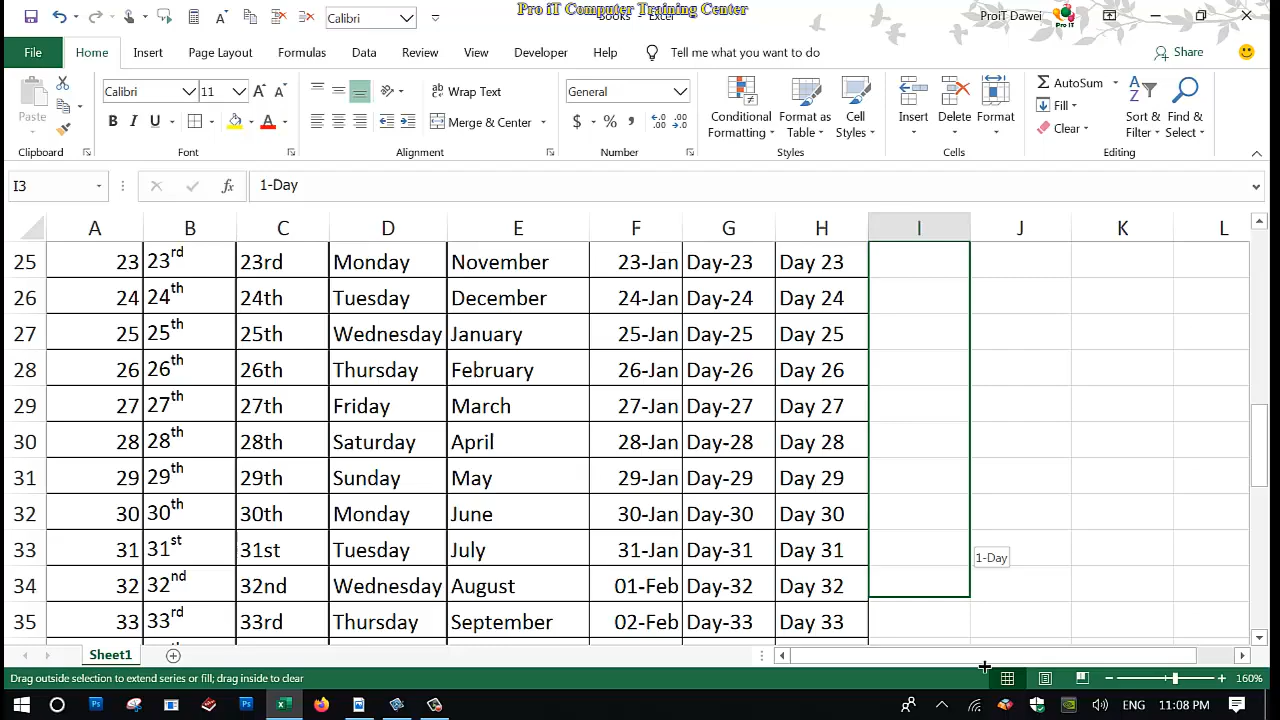 Calibri
Pro iT Computer Training Center
Books - Excel
ProiT Dawei
Pro iT
File Home Insert Page Layout Formulas Data Review View Developer Help Tell me what you want to do Share
Paste
Calibri 11
B I U
Wrap Text
Merge & Center
General
$ % ,
Conditional Formatting
Format as Table
Cell Styles
Insert Delete Format
AutoSum
Fill
Clear
Sort & Filter
Find & Select
Clipboard Font Alignment Number Styles Cells Editing
I3 fx 1-Day
A B C D E F G H I J K L
25 23 23rd 23rd Monday November 23-Jan Day-23 Day 23
26 24 24th 24th Tuesday December 24-Jan Day-24 Day 24
27 25 25th 25th Wednesday January 25-Jan Day-25 Day 25
28 26 26th 26th Thursday February 26-Jan Day-26 Day 26
29 27 27th 27th Friday March 27-Jan Day-27 Day 27
30 28 28th 28th Saturday April 28-Jan Day-28 Day 28
31 29 29th 29th Sunday May 29-Jan Day-29 Day 29
32 30 30th 30th Monday June 30-Jan Day-30 Day 30
33 31 31st 31st Tuesday July 31-Jan Day-31 Day 31 1-Day
34 32 32nd 32nd Wednesday August 01-Feb Day-32 Day 32
35 33 33rd 33rd Thursday September 02-Feb Day-33 Day 33
Sheet1
Drag outside selection to extend series or fill; drag inside to clear 160%
ENG 11:08 PM